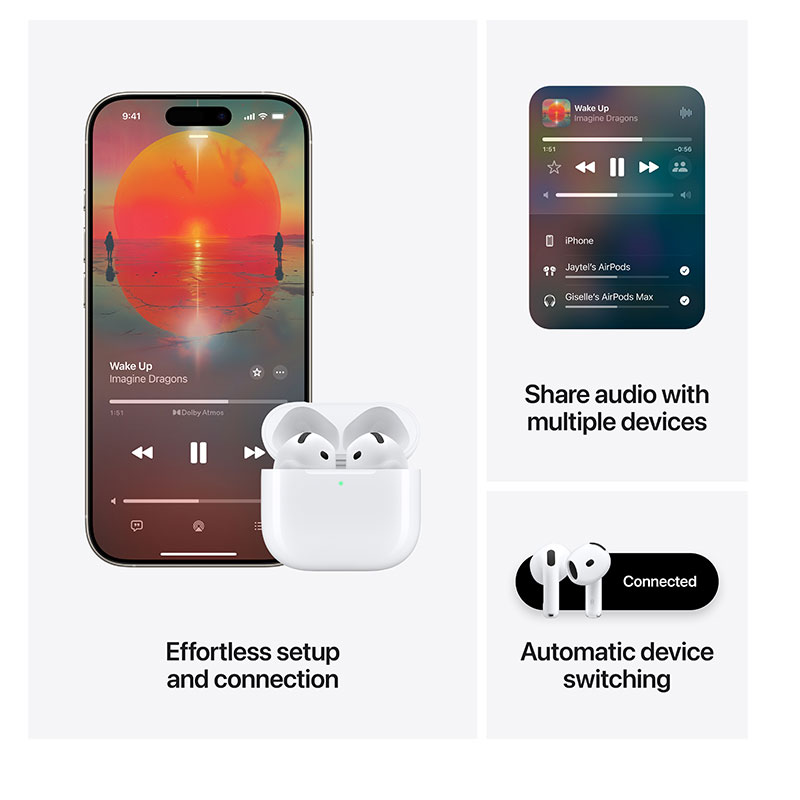 9:41
Wake Up
Imagine Dragons
1:51
Dolby Atmos
Effortless setup
and connection
Wake Up
Imagine Dragons
1:51
-0:56
iPhone
Jaytel's AirPods
Giselle's AirPods Max
Share audio with
multiple devices
Connected
Automatic device
switching